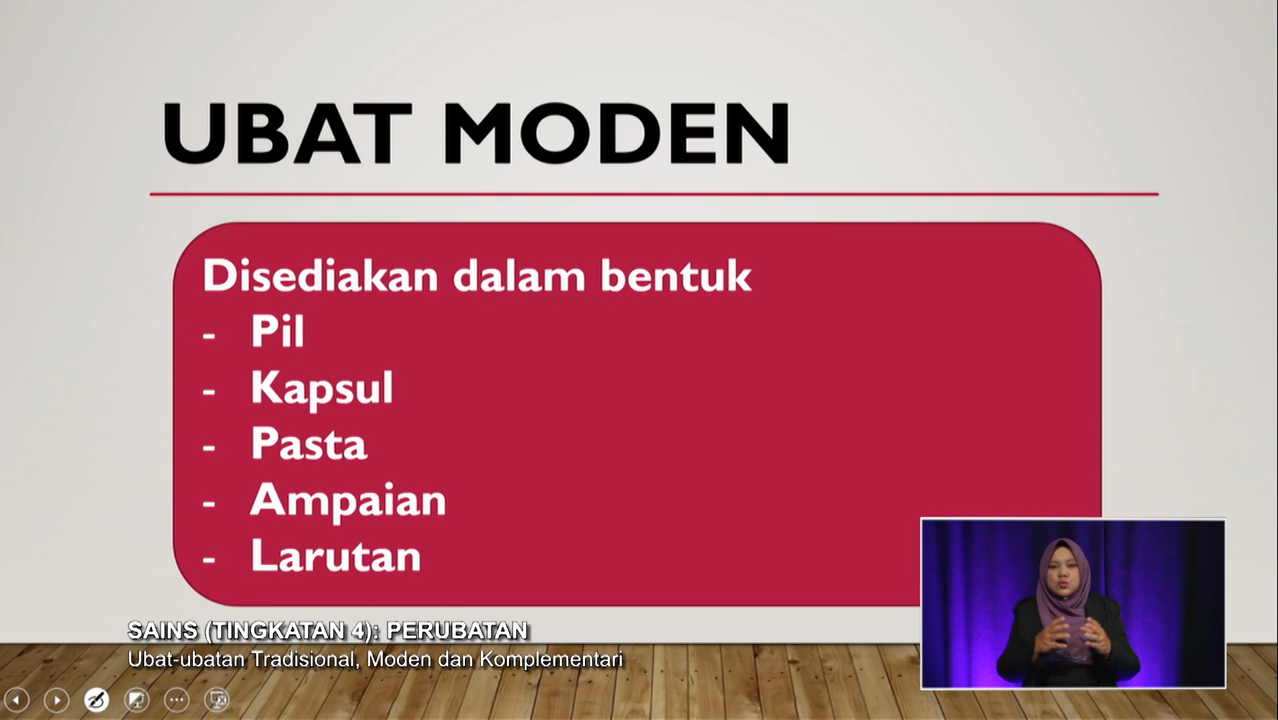 UBAT MODEN
Disediakan dalam bentuk
- Pil
- Kapsul
- Pasta
- Ampaian
- Larutan
SAINS (TINGKATAN 4): PERUBATAN
Ubat-ubatan Tradisional, Moden dan Komplementari